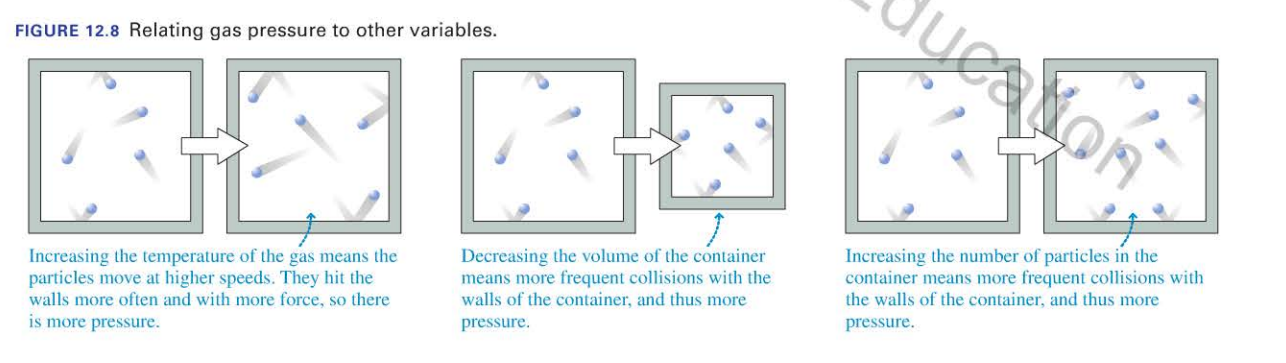 FIGURE 12.8 Relating gas pressure to other variables.
Education
Increasing the temperature of the gas means the
particles move at higher speeds. They hit the
walls more often and with more force, so there
is more pressure.
Decreasing the volume of the container
means more frequent collisions with the
walls of the container, and thus more
pressure.
Increasing the number of particles in the
container means more frequent collisions with
the walls of the container, and thus more
pressure.